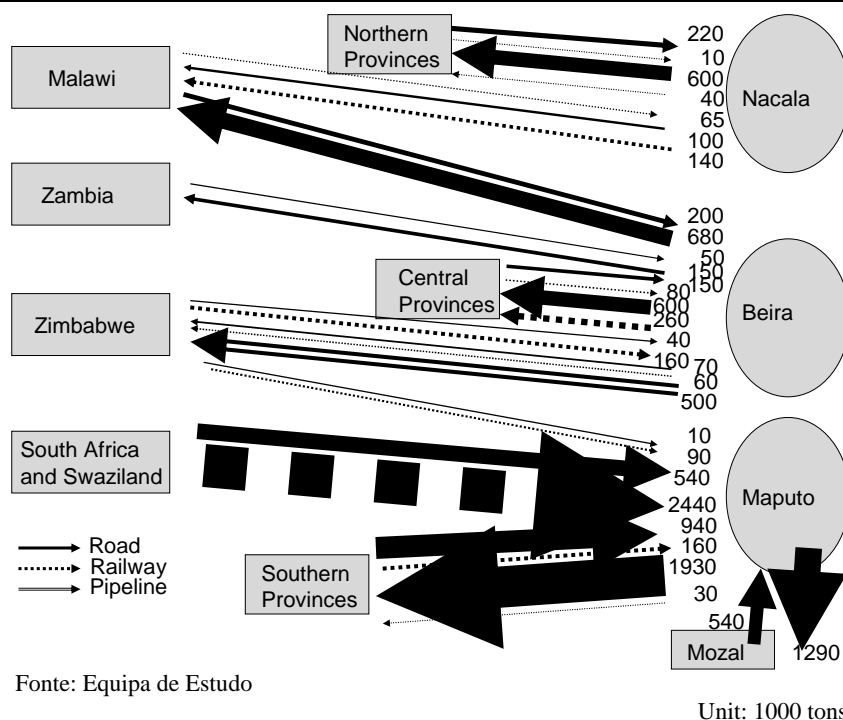 Northern
Provinces
220
10
600
40
65
100
140
Nacala
Malawi
Zambia
200
680
50
150
150
80
600
260
40
160
70
60
500
Central
Provinces
Beira
Zimbabwe
South Africa
and Swaziland
10
90
540
2440
940
160
1930
30
540
Maputo
Road
Railway
Pipeline
Southern
Provinces
Mozal
1290
Fonte: Equipa de Estudo
Unit: 1000 tons